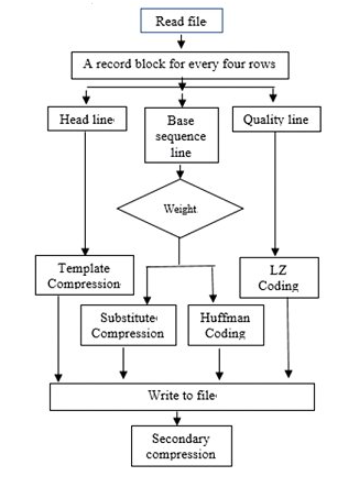 Read file
A record block for every four rows
Head line
Base
sequence
line
Quality line
Weight
Template
Compression
LZ
Coding
Substitute
Compression
Huffman
Coding
Write to file
Secondary
compression